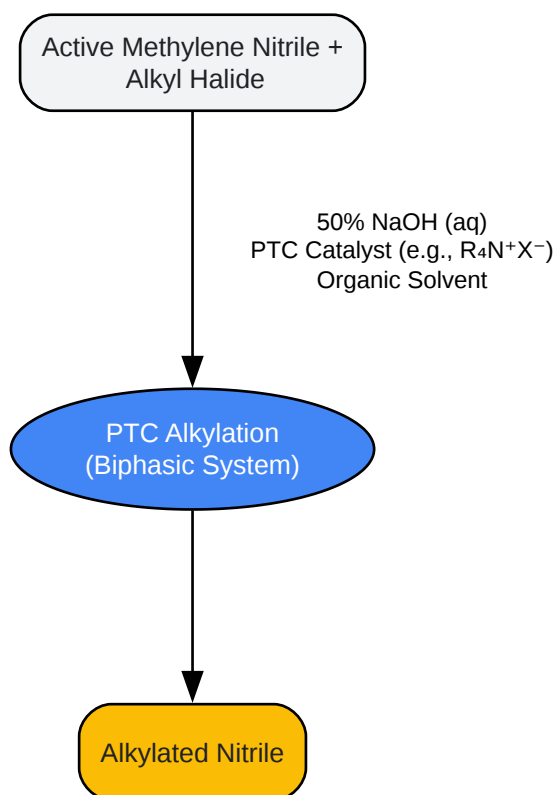 Active Methylene Nitrile +
Alkyl Halide
50% NaOH (aq)
PTC Catalyst (e.g., R₄N⁺X⁻)
Organic Solvent
PTC Alkylation
(Biphasic System)
Alkylated Nitrile